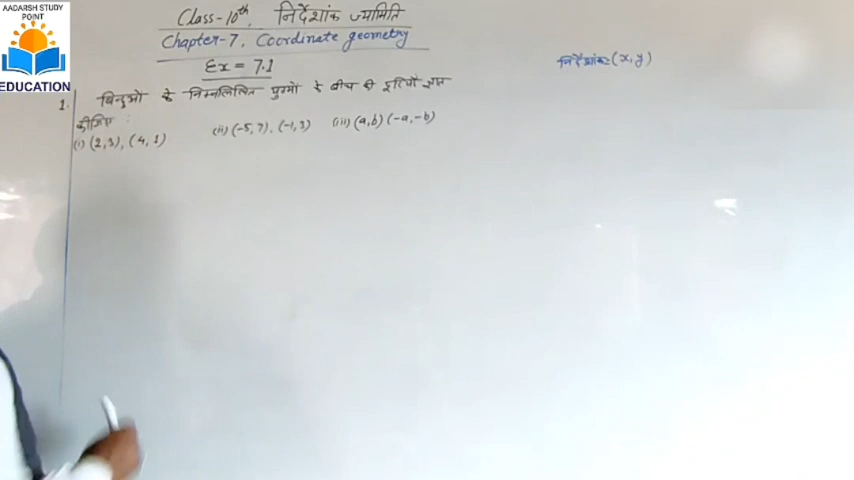 AADARSH STUDY
POINT
EDUCATION
Class-10th, निर्देशांक ज्यामिति
Chapter-7, Coordinate geometry
Ex = 7.1
निर्देशांक (x, y)
1. बिन्दुओं के निम्नलिखित युग्मों के बीच की दूरियाँ ज्ञात
कीजिए :
(i) (2,3), (4,1) (ii) (-5,7), (-1,3) (iii) (a,b) (-a,-b)